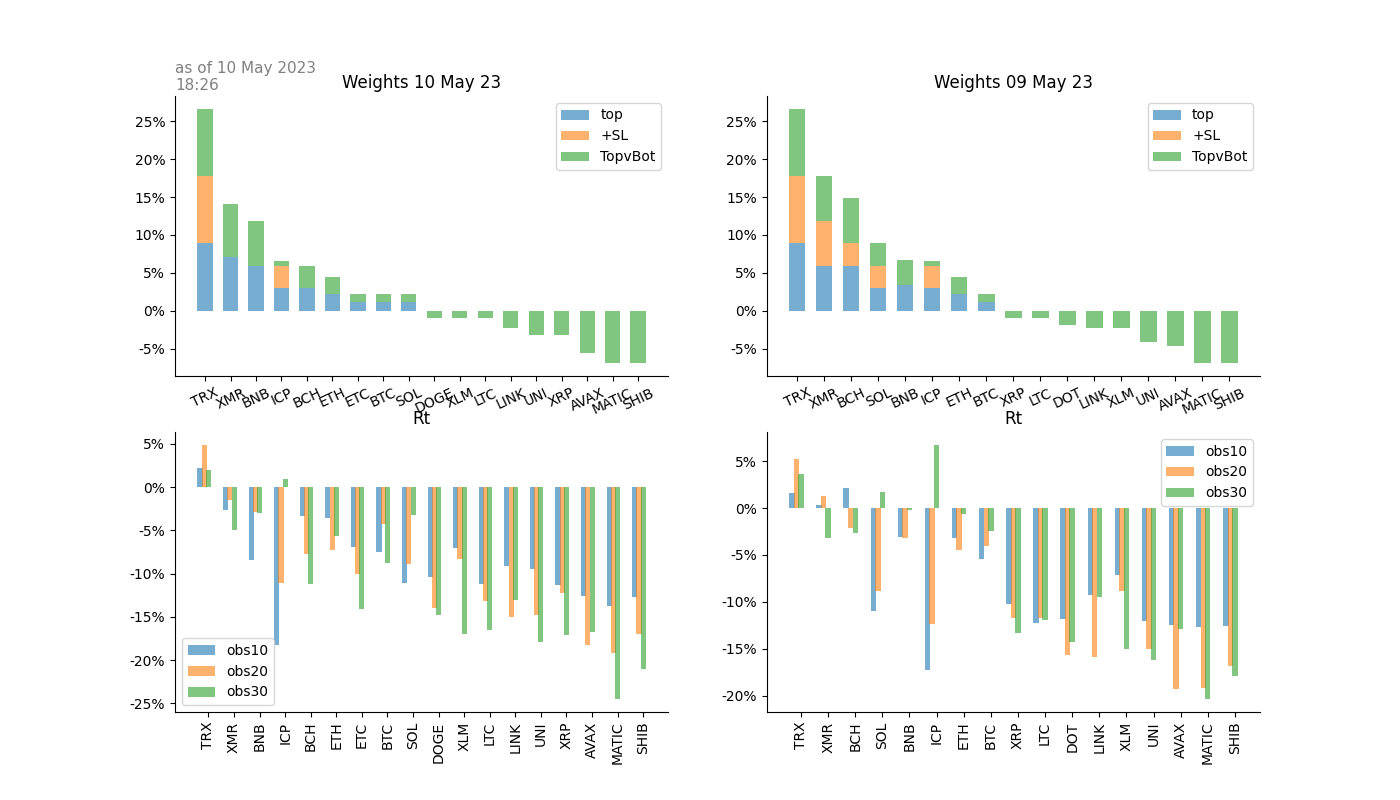 as of 10 May 2023
18:26
Weights 10 May 23
25%
20%
15%
10%
5%
0%
-5%
top
+SL
TopvBot
TRX XMR BNB ICP BCH ETH ETC BTC SOL DOGE XLM LTC LINK UNI XRP AVAX MATIC SHIB
Weights 09 May 23
25%
20%
15%
10%
5%
0%
-5%
top
+SL
TopvBot
TRX XMR BCH SOL BNB ICP ETH BTC XRP LTC DOT LINK XLM UNI AVAX MATIC SHIB
Rt
5%
0%
-5%
-10%
-15%
-20%
-25%
obs10
obs20
obs30
TRX XMR BNB ICP BCH ETH ETC BTC SOL DOGE XLM LTC LINK UNI XRP AVAX MATIC SHIB
Rt
5%
0%
-5%
-10%
-15%
-20%
obs10
obs20
obs30
TRX XMR BCH SOL BNB ICP ETH BTC XRP LTC DOT LINK XLM UNI AVAX MATIC SHIB